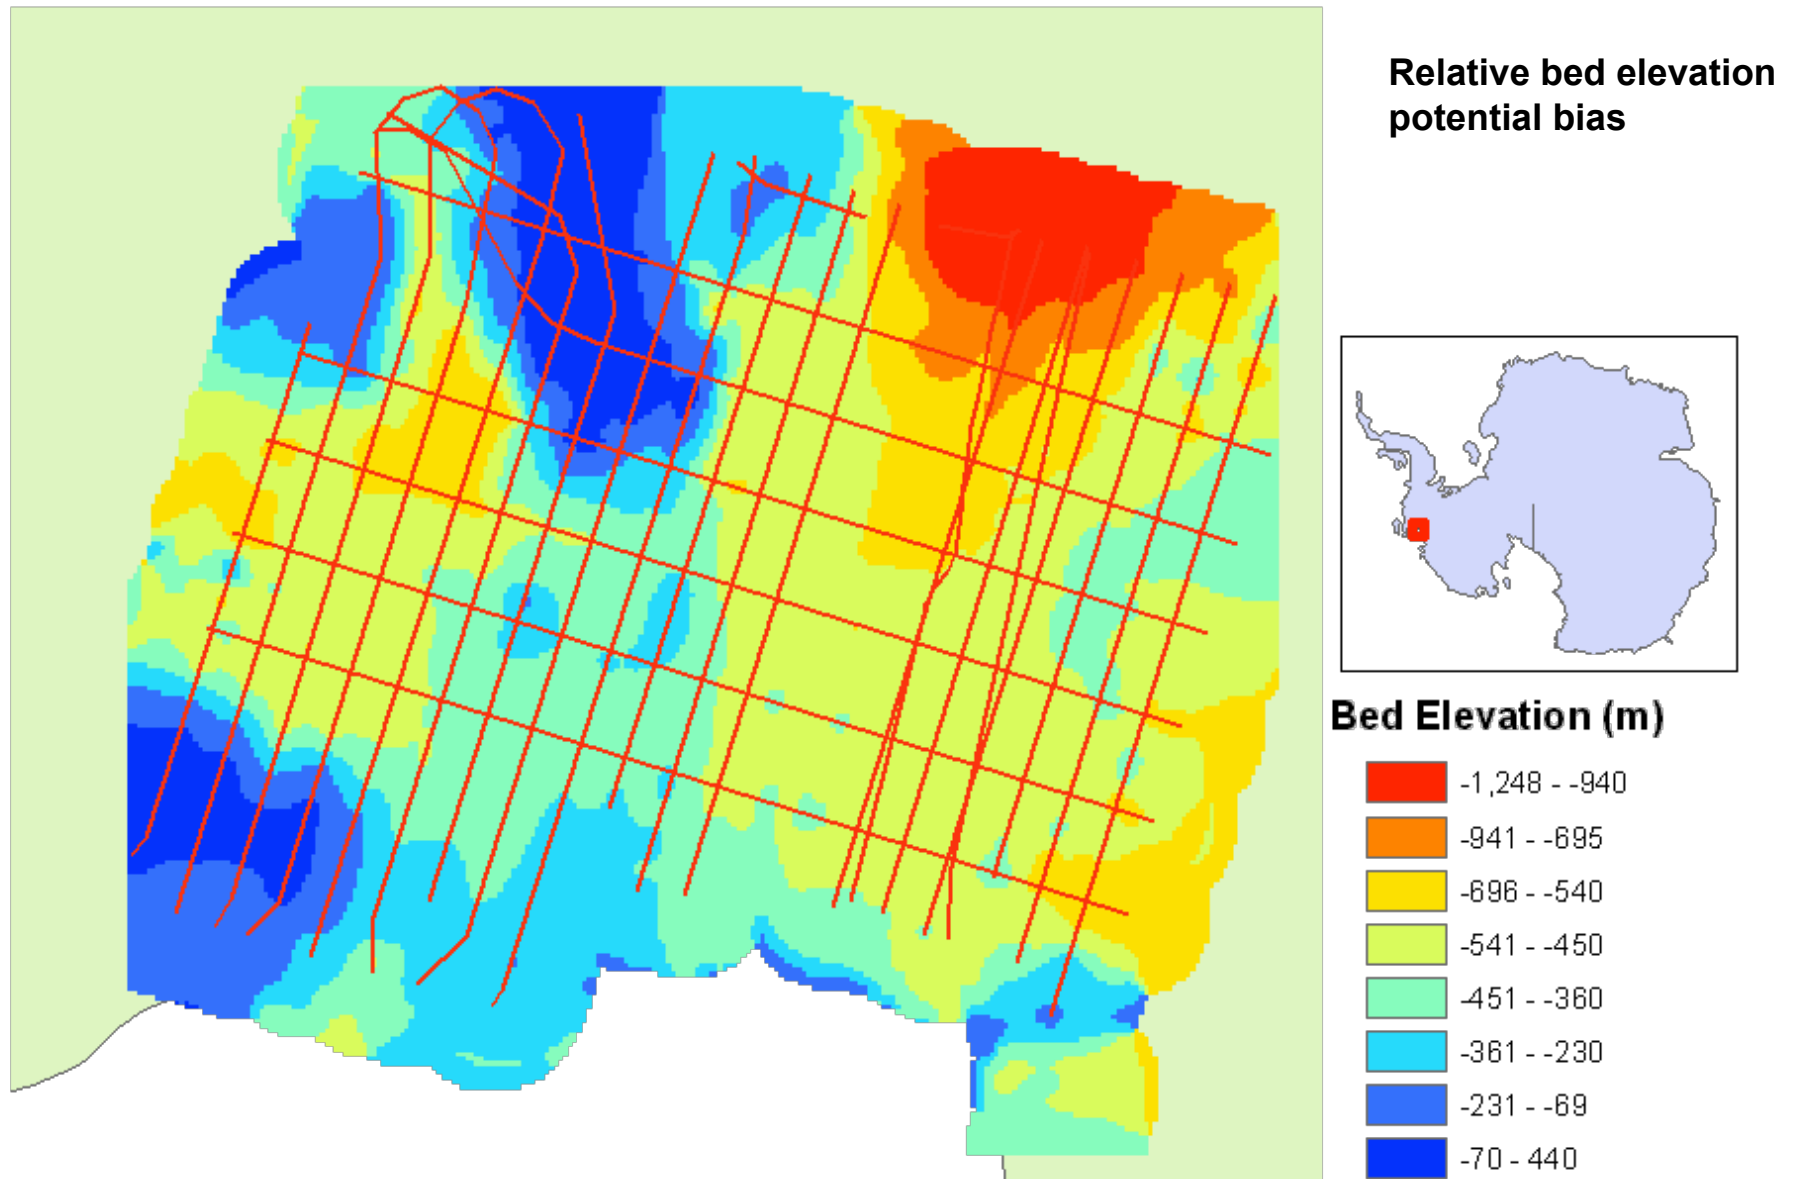 Relative bed elevation
potential bias
Bed Elevation (m)
-1,248 - -940
-941 - -695
-696 - -540
-541 - -450
-451 - -360
-361 - -230
-231 - -69
-70 - 440